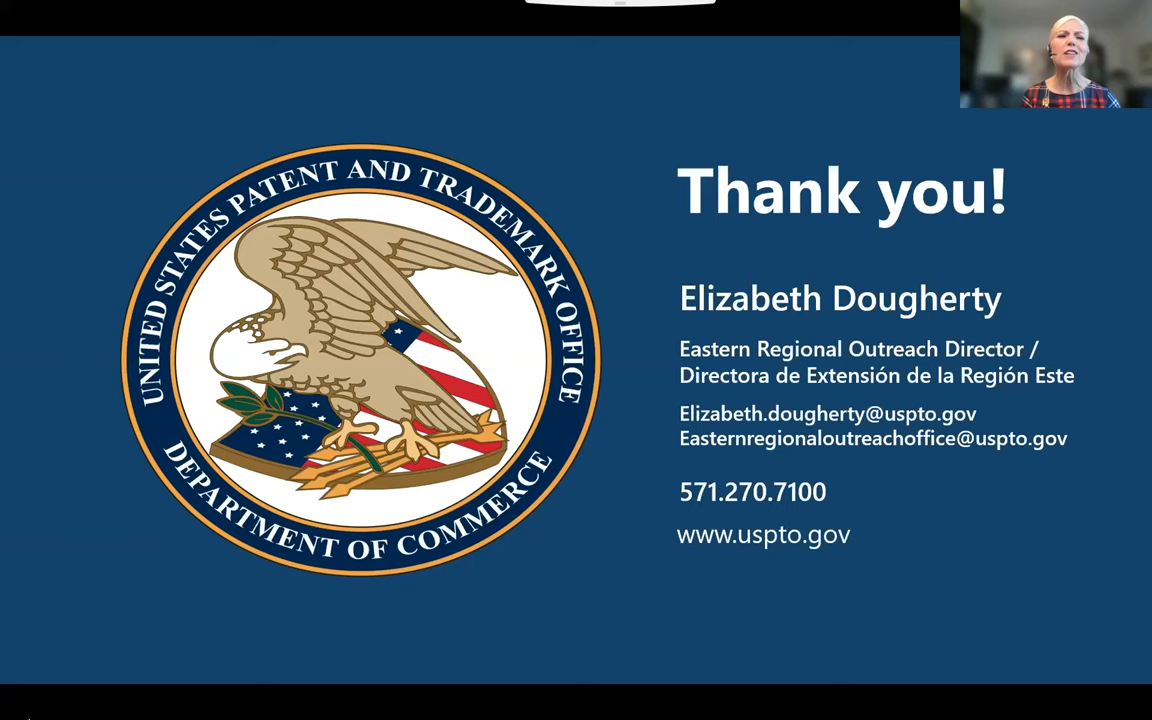 UNITED STATES PATENT AND TRADEMARK OFFICE
DEPARTMENT OF COMMERCE
Thank you!
Elizabeth Dougherty
Eastern Regional Outreach Director /
Directora de Extensión de la Región Este
Elizabeth.dougherty@uspto.gov
Easternregionaloutreachoffice@uspto.gov
571.270.7100
www.uspto.gov